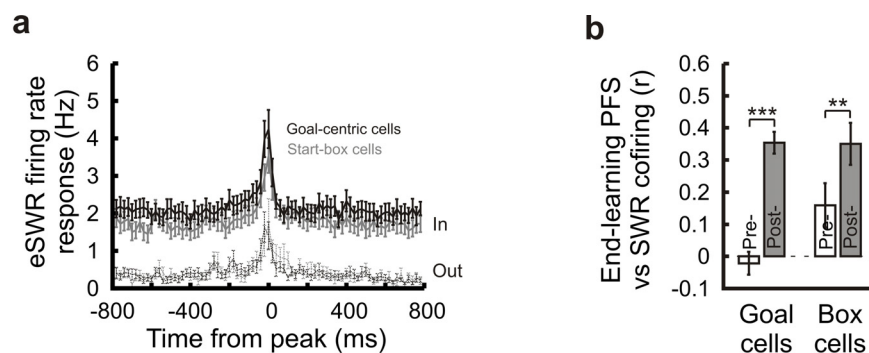 a
eSWR firing rate
response (Hz)
6
5
4
3
2
1
0
Goal-centric cells
Start-box cells
In
Out
-800
-400
0
400
800
Time from peak (ms)
b
End-learning PFS
vs SWR cofiring (r)
0.6
0.5
0.4
0.3
0.2
0.1
0
-0.1
***
**
Pre-
Post-
Pre-
Post-
Goal
cells
Box
cells